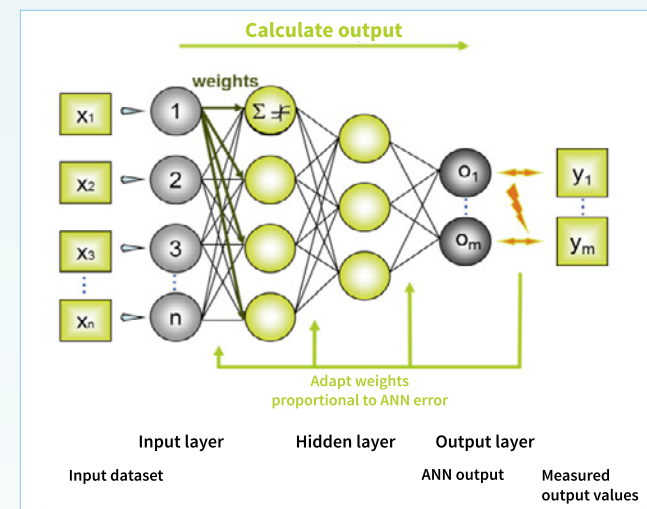 Calculate output
weights
x1
1
Σ
x2
2
o1
y1
x3
3
om
ym
xn
n
Adapt weights
proportional to ANN error
Input layer
Hidden layer
Output layer
Input dataset
ANN output
Measured
output values